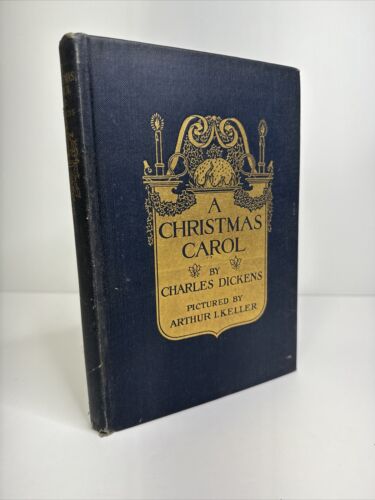 A
CHRISTMAS
CAROL
BY
CHARLES DICKENS
PICTURED BY
ARTHUR I. KELLER